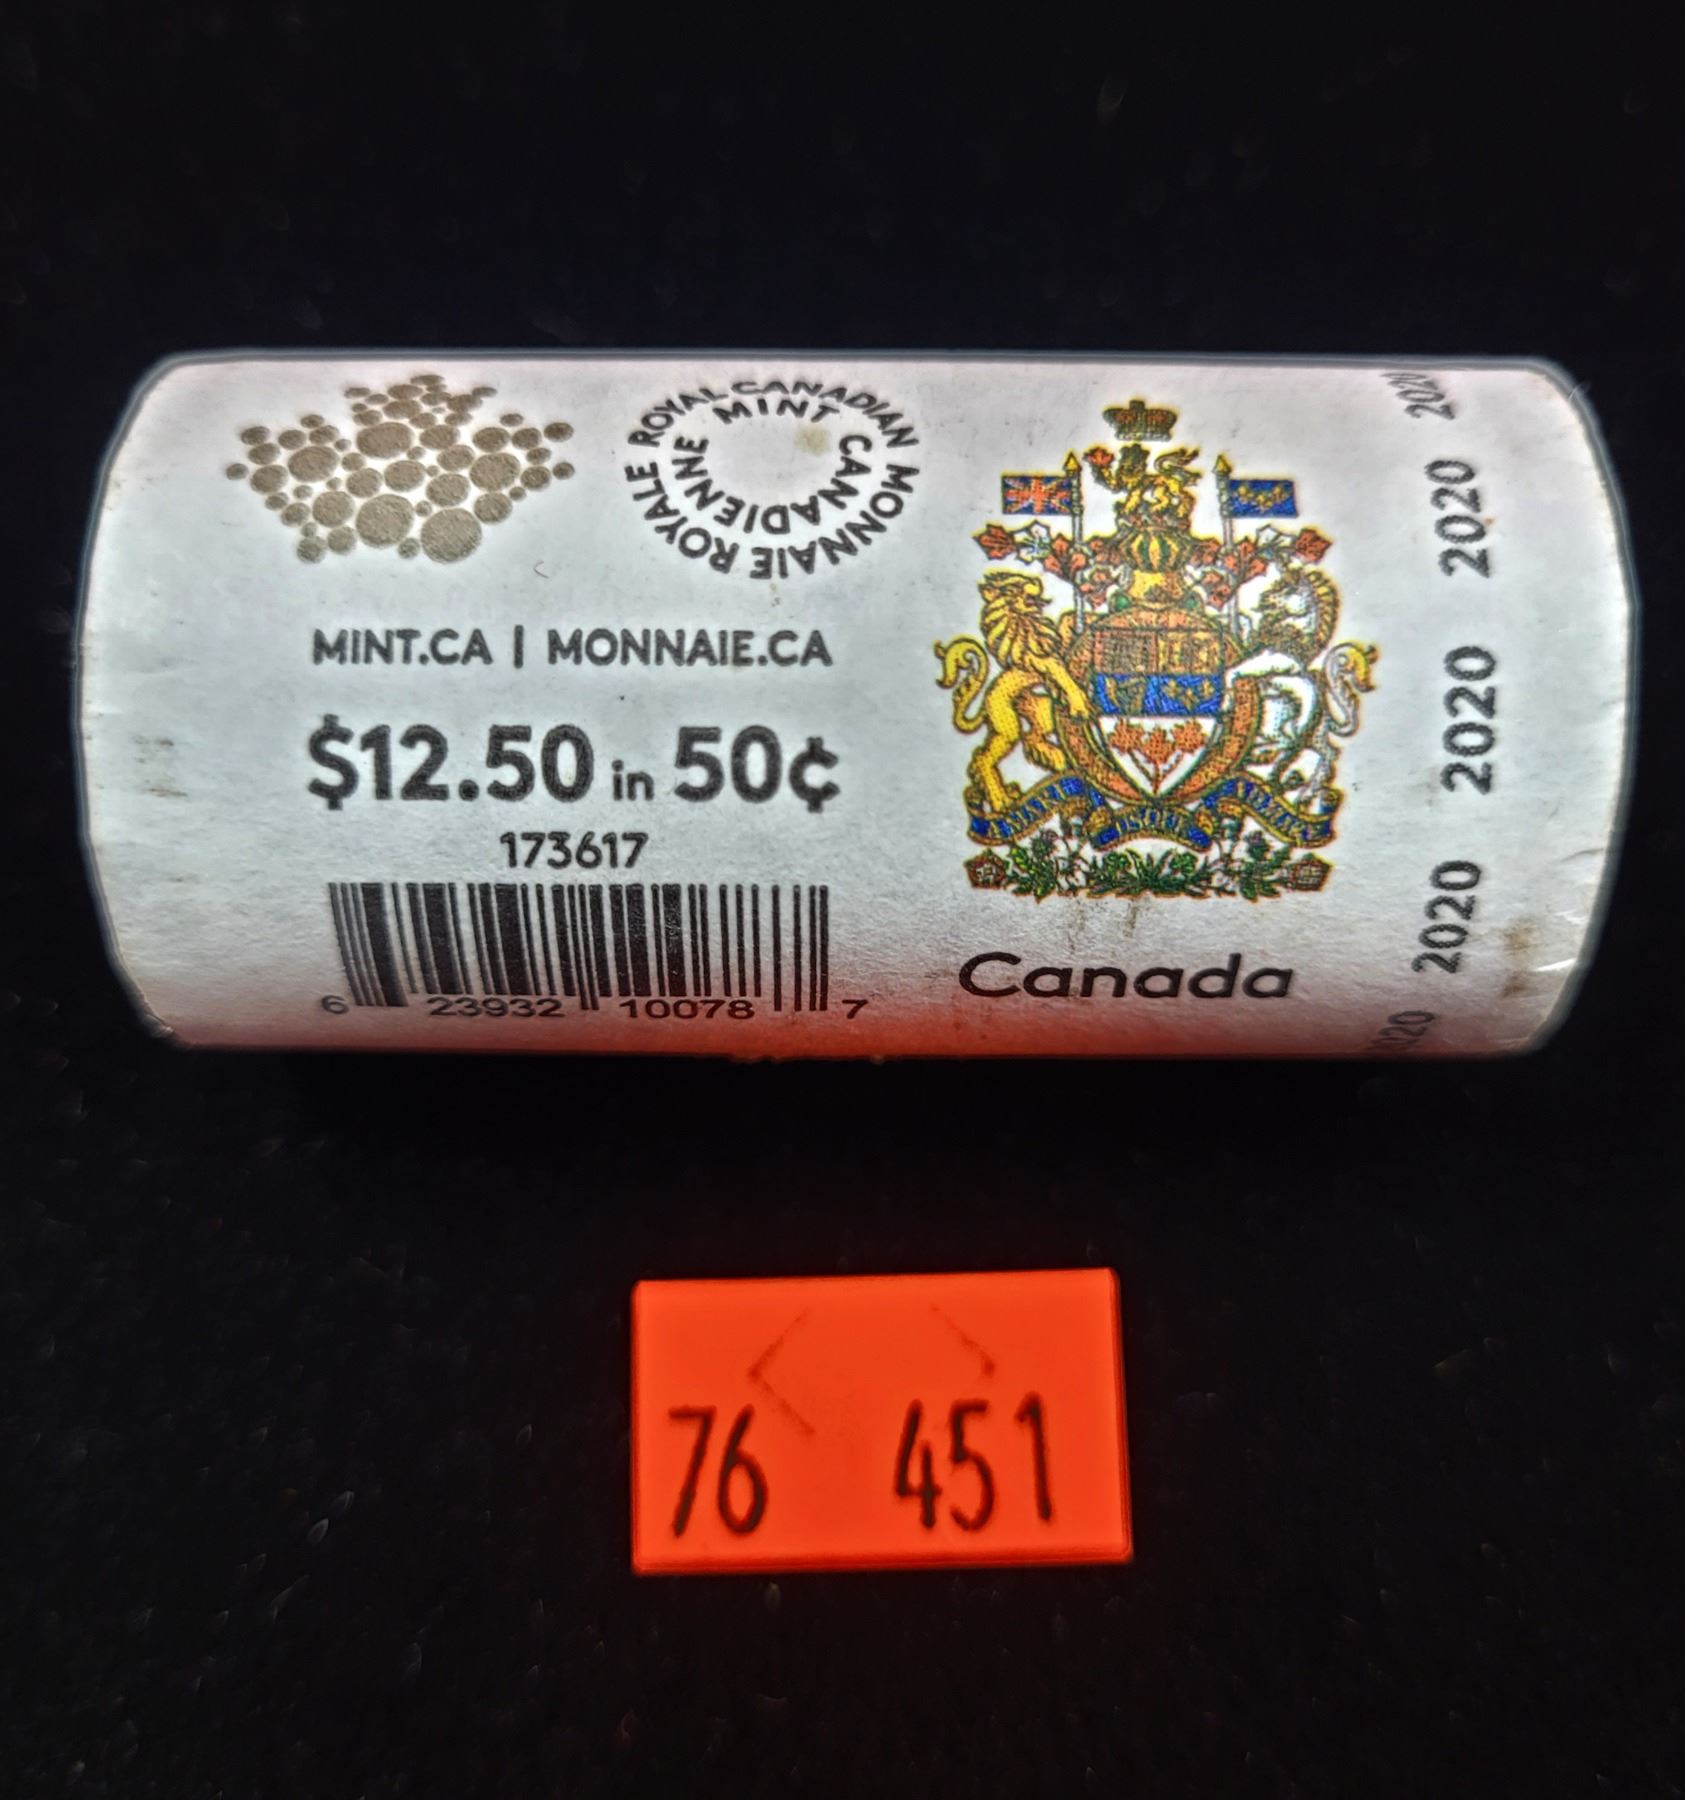 ROYAL CANADIAN MINT
MONNAIE ROYALE CANADIENNE
MINT.CA | MONNAIE.CA
$12.50 in 50¢
173617
6 23932 10078 7
Canada
2020
2020
2020
2020
76 451